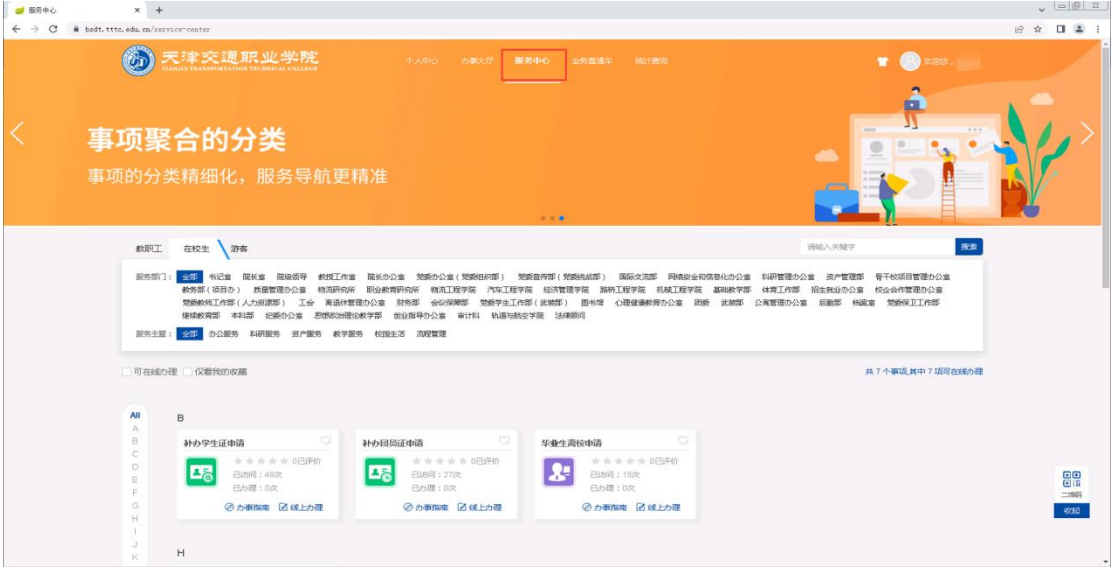 服务中心
bsdt.tttc.edu.cn/service-center
天津交通职业学院
TIANJIN TRANSPORTATION TECHNICAL COLLEGE
个人中心 办事大厅 服务中心 业务直通车 统计查询 欢迎您，
事项聚合的分类
事项的分类精细化，服务导航更精准
教职工 在校生 游客 请输入关键字 搜索
服务部门： 全部 书记室 院长室 院级领导 教授工作室 院长办公室 党委办公室（党委组织部） 党委宣传部（党委统战部） 国际交流部 网络安全和信息化办公室 科研管理办公室 资产管理部 骨干校项目管理办公室
教务部（项目办） 质量管理办公室 物流研究所 职业教育研究所 物流工程学院 汽车工程学院 经济管理学院 路桥工程学院 机械工程学院 基础教学部 体育工作部 招生就业办公室 校企合作管理办公室
党委教师工作部（人力资源部） 工会 离退休管理办公室 财务部 会议保障部 党委学生工作部（武装部） 图书馆 心理健康教育办公室 团委 武装部 公寓管理办公室 后勤部 档案室 党委保卫工作部
继续教育部 本科部 纪委办公室 思想政治理论教学部 创业指导办公室 审计科 轨道与航空学院 法律顾问
服务主题： 全部 办公服务 科研服务 资产服务 教学服务 校园生活 流程管理
可在线办理 仅看我的收藏 共 7 个事项,其中 7 项可在线办理
All
A
B
C
D
E
F
G
H
I
J
K
B
补办学生证申请
0已评价
已访问：48次
已办理：0次
办事指南 线上办理
补办团员证申请
0已评价
已访问：27次
已办理：0次
办事指南 线上办理
毕业生离校申请
0已评价
已访问：19次
已办理：0次
办事指南 线上办理
H
二维码
收起